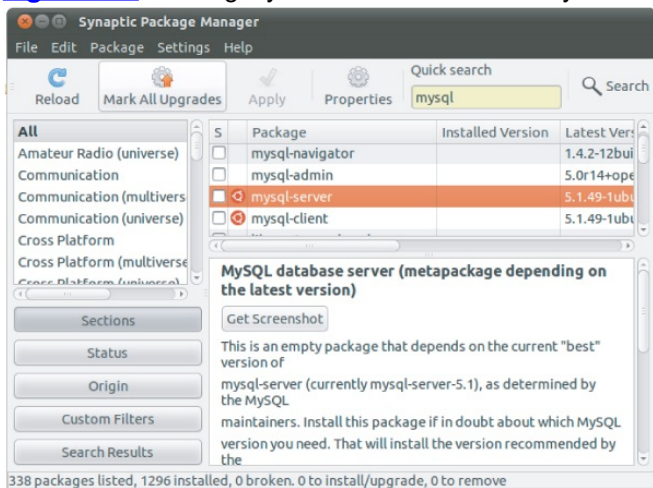 Synaptic Package Manager
File Edit Package Settings Help
Reload
Mark All Upgrades
Apply
Properties
Quick search
mysql
Search
All
Amateur Radio (universe)
Communication
Communication (multivers
Communication (universe)
Cross Platform
Cross Platform (multiverse
Cross Platform (universe)
Sections
Status
Origin
Custom Filters
Search Results
S Package Installed Version Latest Vers
mysql-navigator 1.4.2-12bui
mysql-admin 5.0r14+ope
mysql-server 5.1.49-1ubu
mysql-client 5.1.49-1ubu
MySQL database server (metapackage depending on
the latest version)
Get Screenshot
This is an empty package that depends on the current "best"
version of
mysql-server (currently mysql-server-5.1), as determined by
the MySQL
maintainers. Install this package if in doubt about which MySQL
version you need. That will install the version recommended by
the
338 packages listed, 1296 installed, 0 broken. 0 to install/upgrade, 0 to remove